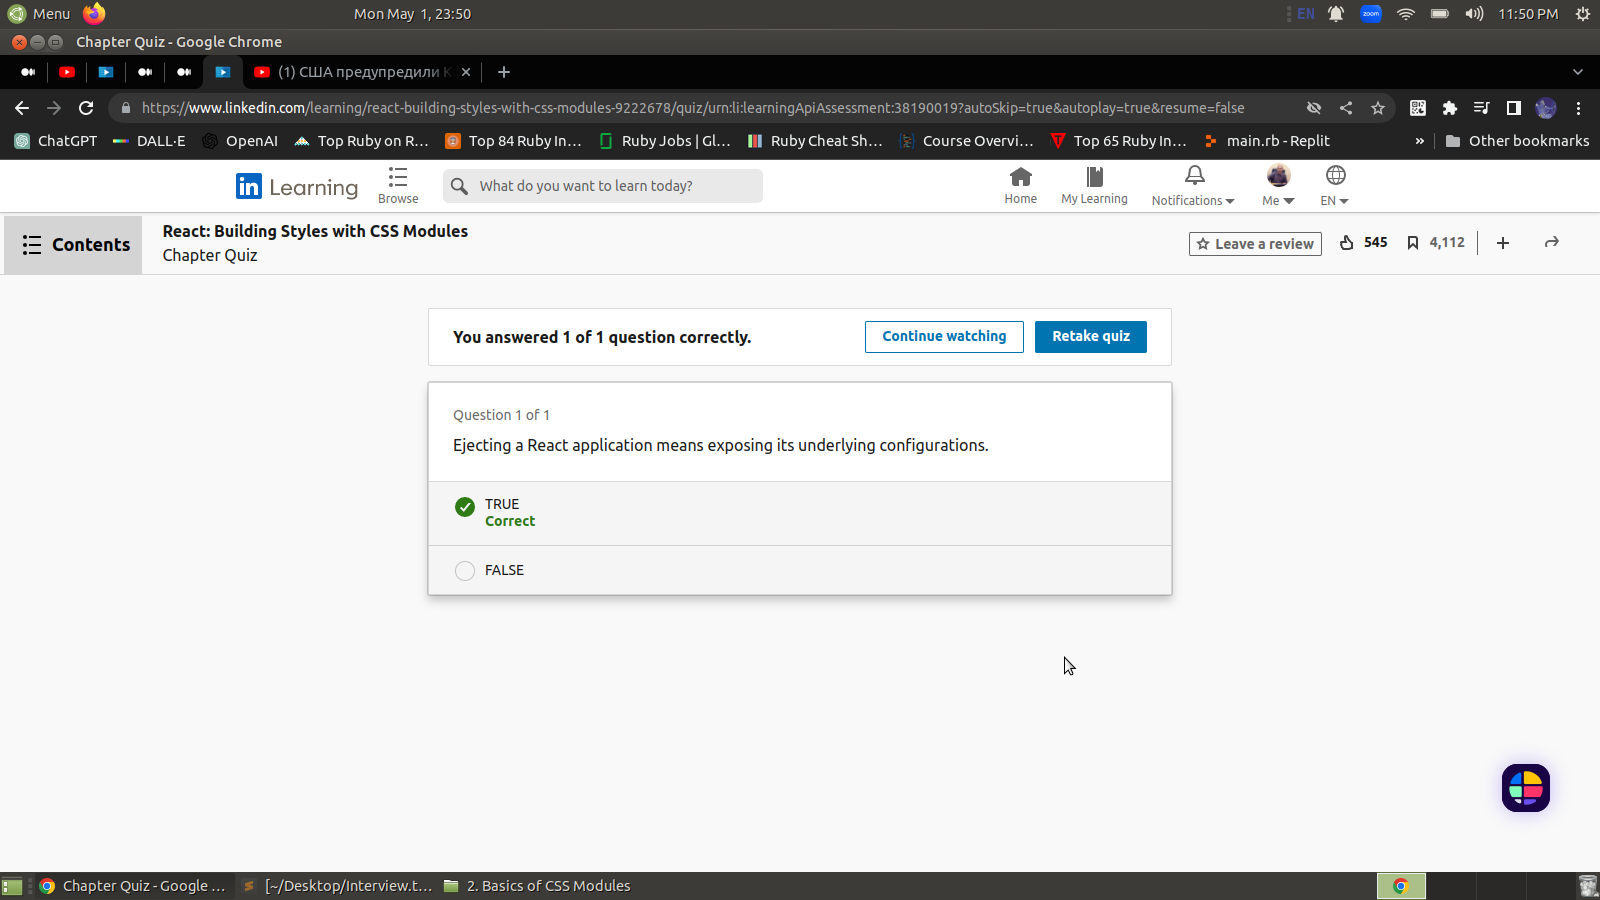 Menu
Mon May 1, 23:50
EN
zoom
11:50 PM
Chapter Quiz - Google Chrome
(1) США предупредили К
https://www.linkedin.com/learning/react-building-styles-with-css-modules-9222678/quiz/urn:li:learningApiAssessment:38190019?autoSkip=true&autoplay=true&resume=false
ChatGPT
DALL·E
OpenAI
Top Ruby on R...
Top 84 Ruby In...
Ruby Jobs | Gl...
Ruby Cheat Sh...
Course Overvi...
Top 65 Ruby In...
main.rb - Replit
»
Other bookmarks
in Learning
Browse
What do you want to learn today?
Home
My Learning
Notifications
Me
EN
Contents
React: Building Styles with CSS Modules
Chapter Quiz
Leave a review
545
4,112
You answered 1 of 1 question correctly.
Continue watching
Retake quiz
Question 1 of 1
Ejecting a React application means exposing its underlying configurations.
TRUE
Correct
FALSE
Chapter Quiz - Google ...
[~/Desktop/Interview.t...
2. Basics of CSS Modules